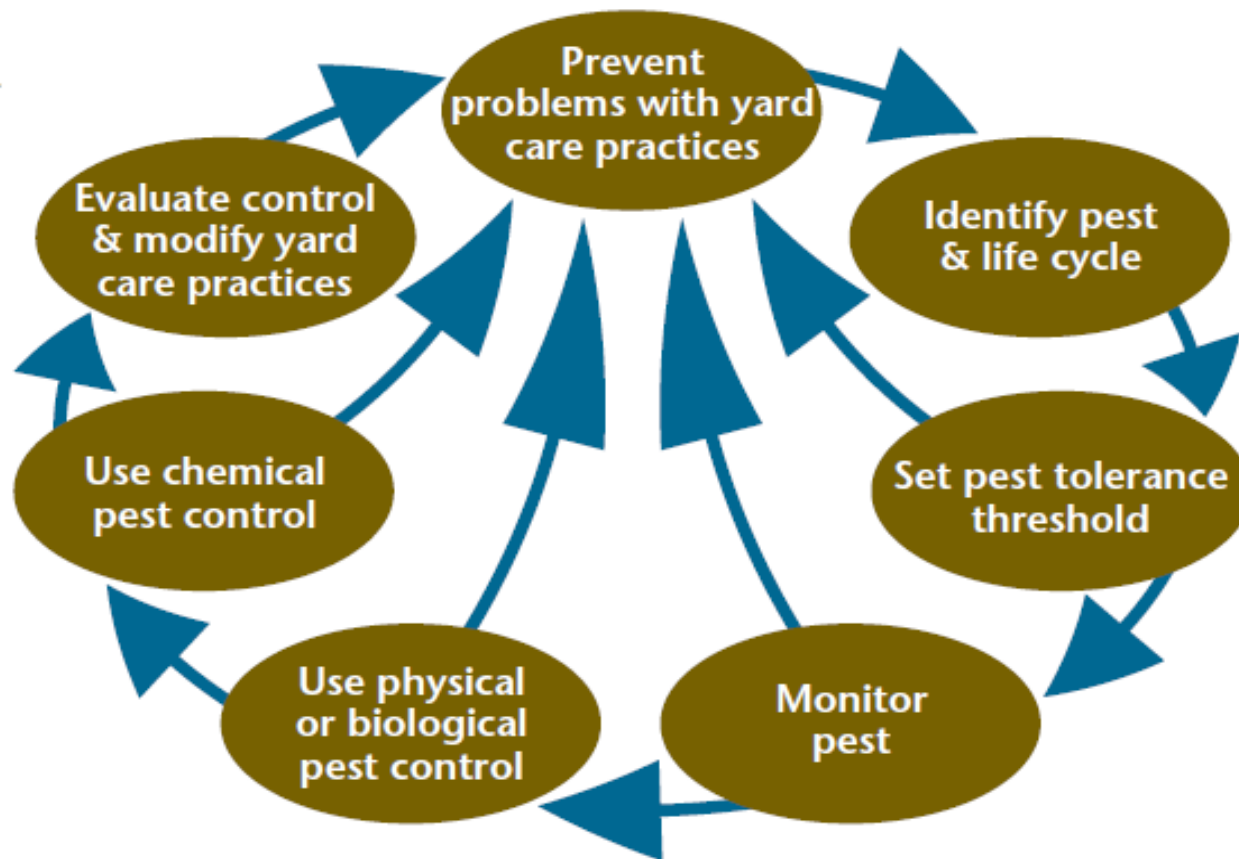 Prevent
problems with yard
care practices
Identify pest
& life cycle
Set pest tolerance
threshold
Monitor
pest
Use physical
or biological
pest control
Use chemical
pest control
Evaluate control
& modify yard
care practices